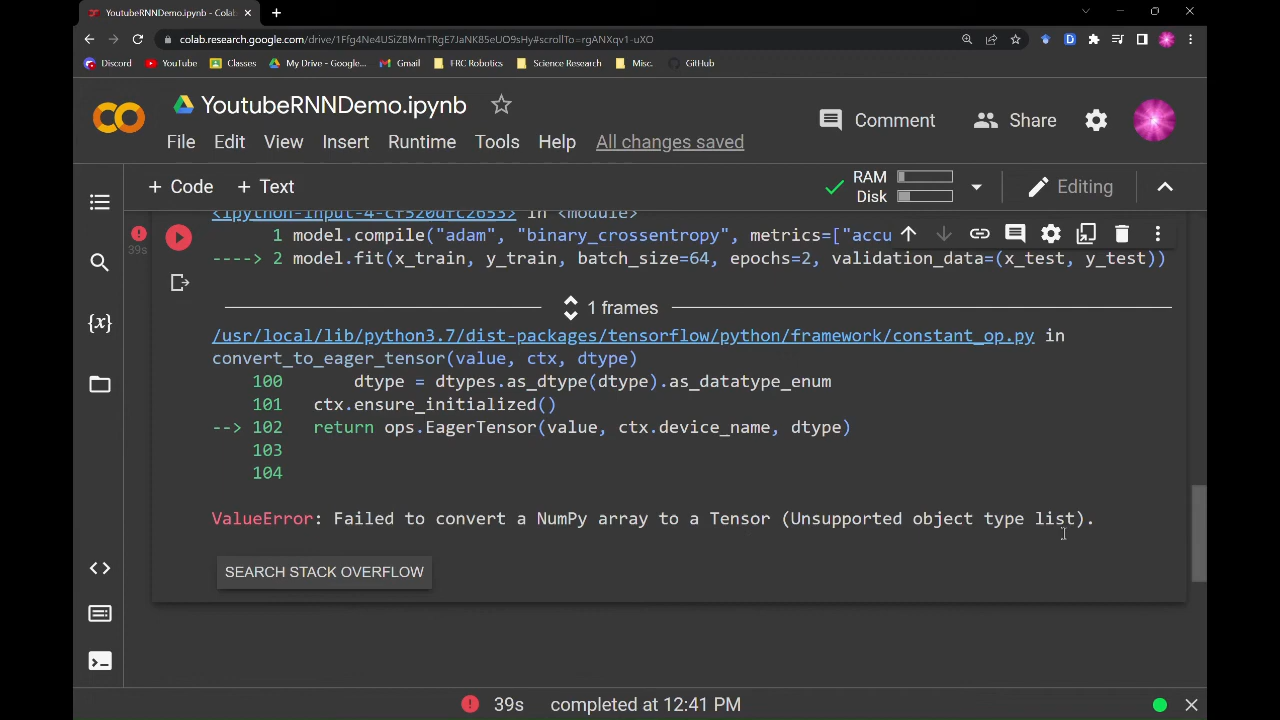 YoutubeRNNDemo.ipynb - Colab
colab.research.google.com/drive/1Ffg4Ne4USiZ8MmTRgE7JaNK85eUO9sHy#scrollTo=rgANXqv1-uXO
Discord YouTube Classes My Drive - Google... Gmail FRC Robotics Science Research Misc. GitHub
YoutubeRNNDemo.ipynb
Comment Share
File Edit View Insert Runtime Tools Help All changes saved
+ Code + Text RAM Disk Editing
<ipython-input-4-cf520dfc2653> in <module>
1 model.compile("adam", "binary_crossentropy", metrics=["accu
39s
----> 2 model.fit(x_train, y_train, batch_size=64, epochs=2, validation_data=(x_test, y_test))
1 frames
/usr/local/lib/python3.7/dist-packages/tensorflow/python/framework/constant_op.py in
convert_to_eager_tensor(value, ctx, dtype)
100 dtype = dtypes.as_dtype(dtype).as_datatype_enum
101 ctx.ensure_initialized()
--> 102 return ops.EagerTensor(value, ctx.device_name, dtype)
103
104
ValueError: Failed to convert a NumPy array to a Tensor (Unsupported object type list).
SEARCH STACK OVERFLOW
39s completed at 12:41 PM